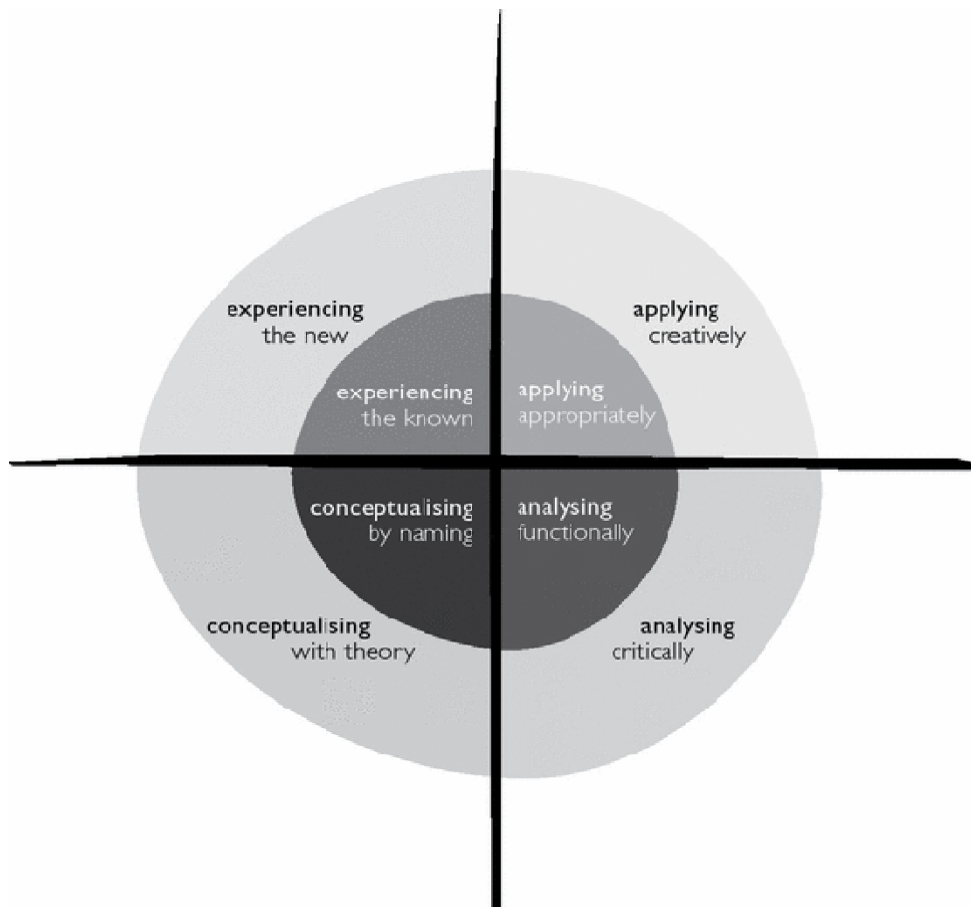 experiencing
the new
applying
creatively
experiencing
the known
applying
appropriately
conceptualising
by naming
analysing
functionally
conceptualising
with theory
analysing
critically